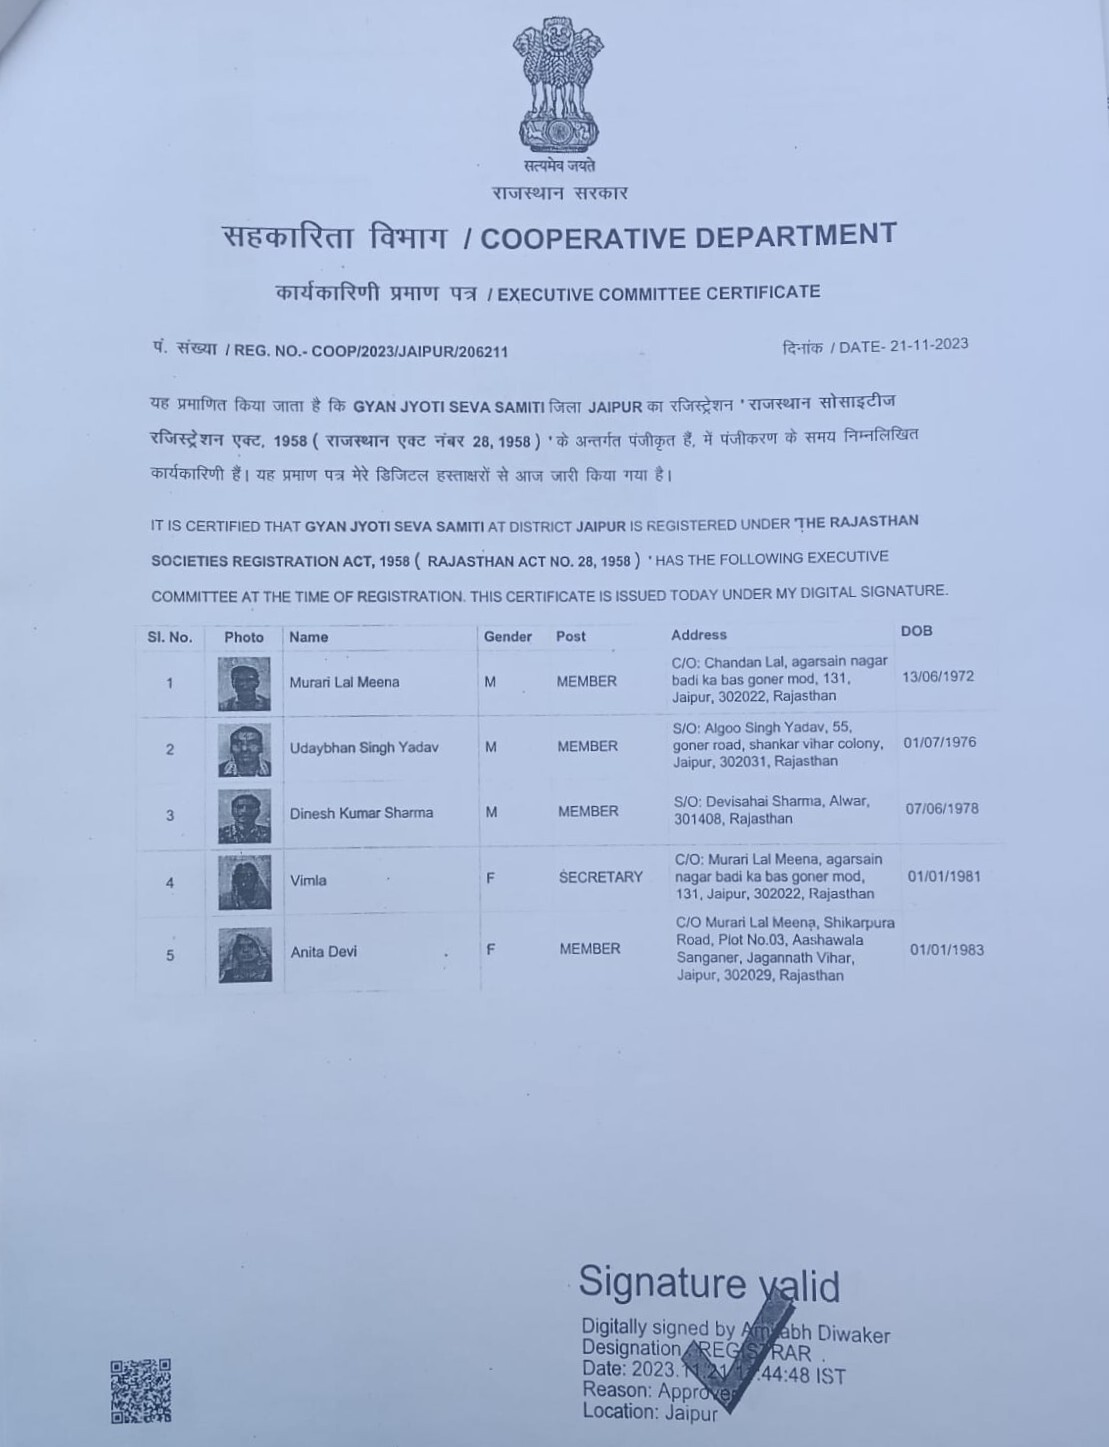 सत्यमेव जयते
राजस्थान सरकार
सहकारिता विभाग / COOPERATIVE DEPARTMENT
कार्यकारिणी प्रमाण पत्र / EXECUTIVE COMMITTEE CERTIFICATE
पं. संख्या / REG. NO.- COOP/2023/JAIPUR/206211 दिनांक / DATE- 21-11-2023
यह प्रमाणित किया जाता है कि GYAN JYOTI SEVA SAMITI जिला JAIPUR का रजिस्ट्रेशन ' राजस्थान सोसाइटीज
रजिस्ट्रेशन एक्ट, 1958 ( राजस्थान एक्ट नंबर 28, 1958 ) ' के अन्तर्गत पंजीकृत हैं, में पंजीकरण के समय निम्नलिखित
कार्यकारिणी हैं। यह प्रमाण पत्र मेरे डिजिटल हस्ताक्षरों से आज जारी किया गया है।
IT IS CERTIFIED THAT GYAN JYOTI SEVA SAMITI AT DISTRICT JAIPUR IS REGISTERED UNDER 'THE RAJASTHAN
SOCIETIES REGISTRATION ACT, 1958 ( RAJASTHAN ACT NO. 28, 1958 ) ' HAS THE FOLLOWING EXECUTIVE
COMMITTEE AT THE TIME OF REGISTRATION. THIS CERTIFICATE IS ISSUED TODAY UNDER MY DIGITAL SIGNATURE.
Sl. No. Photo Name Gender Post Address DOB
1 Murari Lal Meena M MEMBER C/O: Chandan Lal, agarsain nagar
badi ka bas goner mod, 131,
Jaipur, 302022, Rajasthan 13/06/1972
2 Udaybhan Singh Yadav M MEMBER S/O: Algoo Singh Yadav, 55,
goner road, shankar vihar colony,
Jaipur, 302031, Rajasthan 01/07/1976
3 Dinesh Kumar Sharma M MEMBER S/O: Devisahai Sharma, Alwar,
301408, Rajasthan 07/06/1978
4 Vimla F SECRETARY C/O: Murari Lal Meena, agarsain
nagar badi ka bas goner mod,
131, Jaipur, 302022, Rajasthan 01/01/1981
5 Anita Devi F MEMBER C/O Murari Lal Meena, Shikarpura
Road, Plot No.03, Aashawala
Sanganer, Jagannath Vihar,
Jaipur, 302029, Rajasthan 01/01/1983
Signature valid
Digitally signed by Diwaker
Designation REGISTRAR
Date: 2023.11.21 :44:48 IST
Reason: Approved
Location: Jaipur